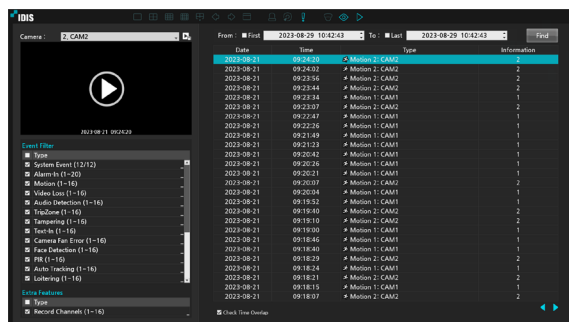 IDIS
Camera : 2, CAM2
2023-08-21 09:24:20
Event Filter
Type
System Event (12/12)
Alarm-In (1~20)
Motion (1~16)
Video Loss (1~16)
Audio Detection (1~16)
TripZone (1~16)
Tampering (1~16)
Text-In (1~16)
Camera Fan Error (1~16)
Face Detection (1~16)
PIR (1~16)
Auto Tracking (1~16)
Loitering (1~16)
Extra Features
Type
Record Channels (1~16)
From : First 2023-08-29 10:42:43 To : Last 2023-08-29 10:42:43 Find
Date Time Type Information
2023-08-21 09:24:20 Motion 2: CAM2 2
2023-08-21 09:24:02 Motion 2: CAM2 2
2023-08-21 09:23:56 Motion 2: CAM2 2
2023-08-21 09:23:44 Motion 2: CAM2 2
2023-08-21 09:23:34 Motion 1: CAM1 1
2023-08-21 09:23:07 Motion 2: CAM2 2
2023-08-21 09:22:47 Motion 1: CAM1 1
2023-08-21 09:22:26 Motion 1: CAM1 1
2023-08-21 09:21:49 Motion 1: CAM1 1
2023-08-21 09:21:23 Motion 1: CAM1 1
2023-08-21 09:20:42 Motion 1: CAM1 1
2023-08-21 09:20:26 Motion 1: CAM1 1
2023-08-21 09:20:21 Motion 1: CAM1 1
2023-08-21 09:20:07 Motion 2: CAM2 2
2023-08-21 09:20:04 Motion 1: CAM1 1
2023-08-21 09:19:52 Motion 1: CAM1 1
2023-08-21 09:19:40 Motion 2: CAM2 2
2023-08-21 09:19:10 Motion 2: CAM2 2
2023-08-21 09:19:00 Motion 1: CAM1 1
2023-08-21 09:18:46 Motion 1: CAM1 1
2023-08-21 09:18:40 Motion 1: CAM1 1
2023-08-21 09:18:29 Motion 2: CAM2 2
2023-08-21 09:18:24 Motion 1: CAM1 1
2023-08-21 09:18:21 Motion 2: CAM2 2
2023-08-21 09:18:15 Motion 1: CAM1 1
2023-08-21 09:18:07 Motion 2: CAM2 2
Check Time Overlap